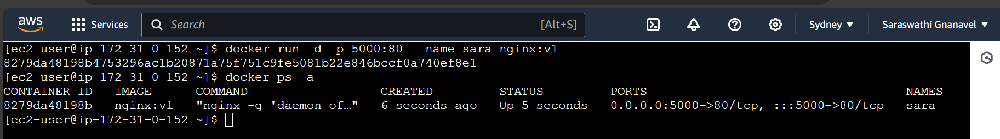 aws Services Search [Alt+S] Sydney Saraswathi Gnanavel
[ec2-user@ip-172-31-0-152 ~]$ docker run -d -p 5000:80 --name sara nginx:v1
8279da48198b4753296ac1b20871a75f751c9fe5081b22e846bccf0a740ef8e1
[ec2-user@ip-172-31-0-152 ~]$ docker ps -a
CONTAINER ID IMAGE COMMAND CREATED STATUS PORTS NAMES
8279da48198b nginx:v1 "nginx -g 'daemon of…" 6 seconds ago Up 5 seconds 0.0.0.0:5000->80/tcp, :::5000->80/tcp sara
[ec2-user@ip-172-31-0-152 ~]$